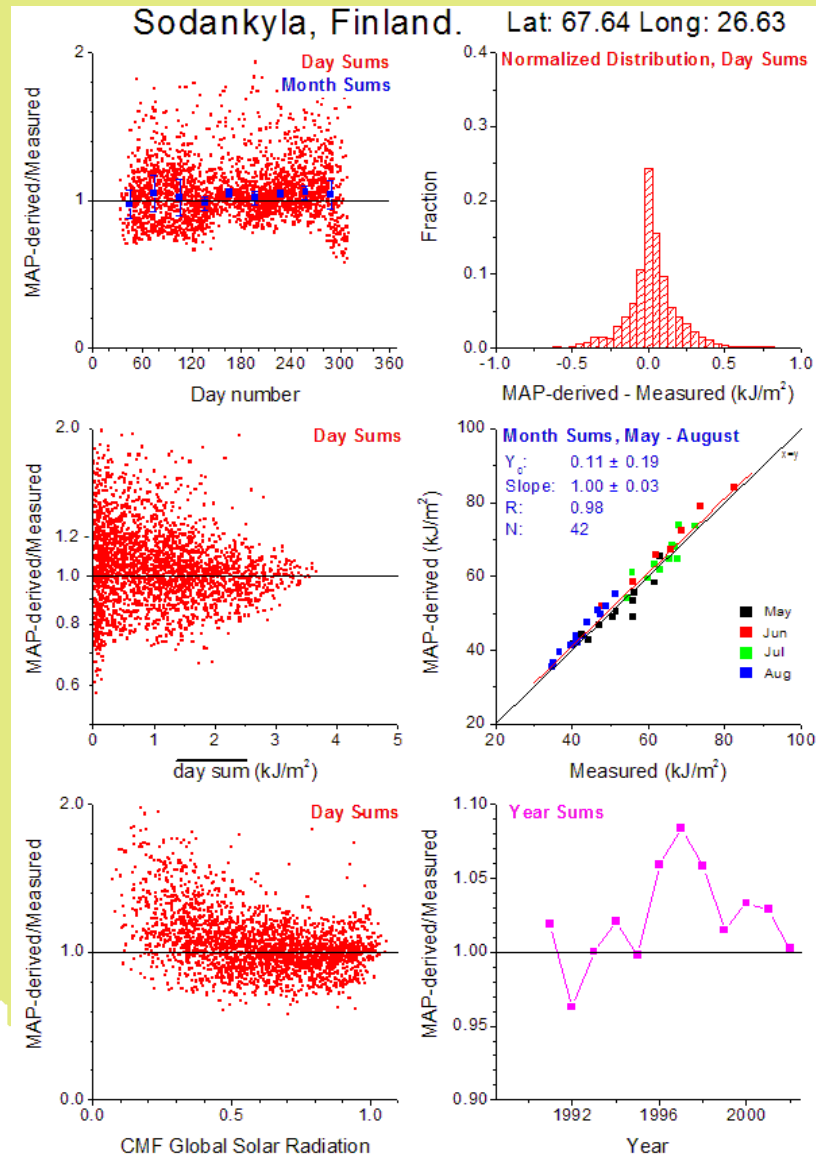 Sodankyla, Finland. Lat: 67.64 Long: 26.63
Day Sums
Month Sums
MAP-derived/Measured
2
1
0
0 60 120 180 240 300 360
Day number
Normalized Distribution, Day Sums
Fraction
0.4
0.3
0.2
0.1
0.0
-1.0 -0.5 0.0 0.5 1.0
MAP-derived - Measured (kJ/m²)
Day Sums
MAP-derived/Measured
2.0
1.2
1.0
0.8
0.6
0 1 2 3 4 5
day sum (kJ/m²)
Month Sums, May - August
Y₀: 0.11 ± 0.19
Slope: 1.00 ± 0.03
R: 0.98
N: 42
x=y
May
Jun
Jul
Aug
MAP-derived (kJ/m²)
100
80
60
40
20
20 40 60 80 100
Measured (kJ/m²)
Day Sums
MAP-derived/Measured
2.0
1.0
0.0
0.0 0.5 1.0
CMF Global Solar Radiation
Year Sums
MAP-derived/Measured
1.10
1.05
1.00
0.95
0.90
1992 1996 2000
Year